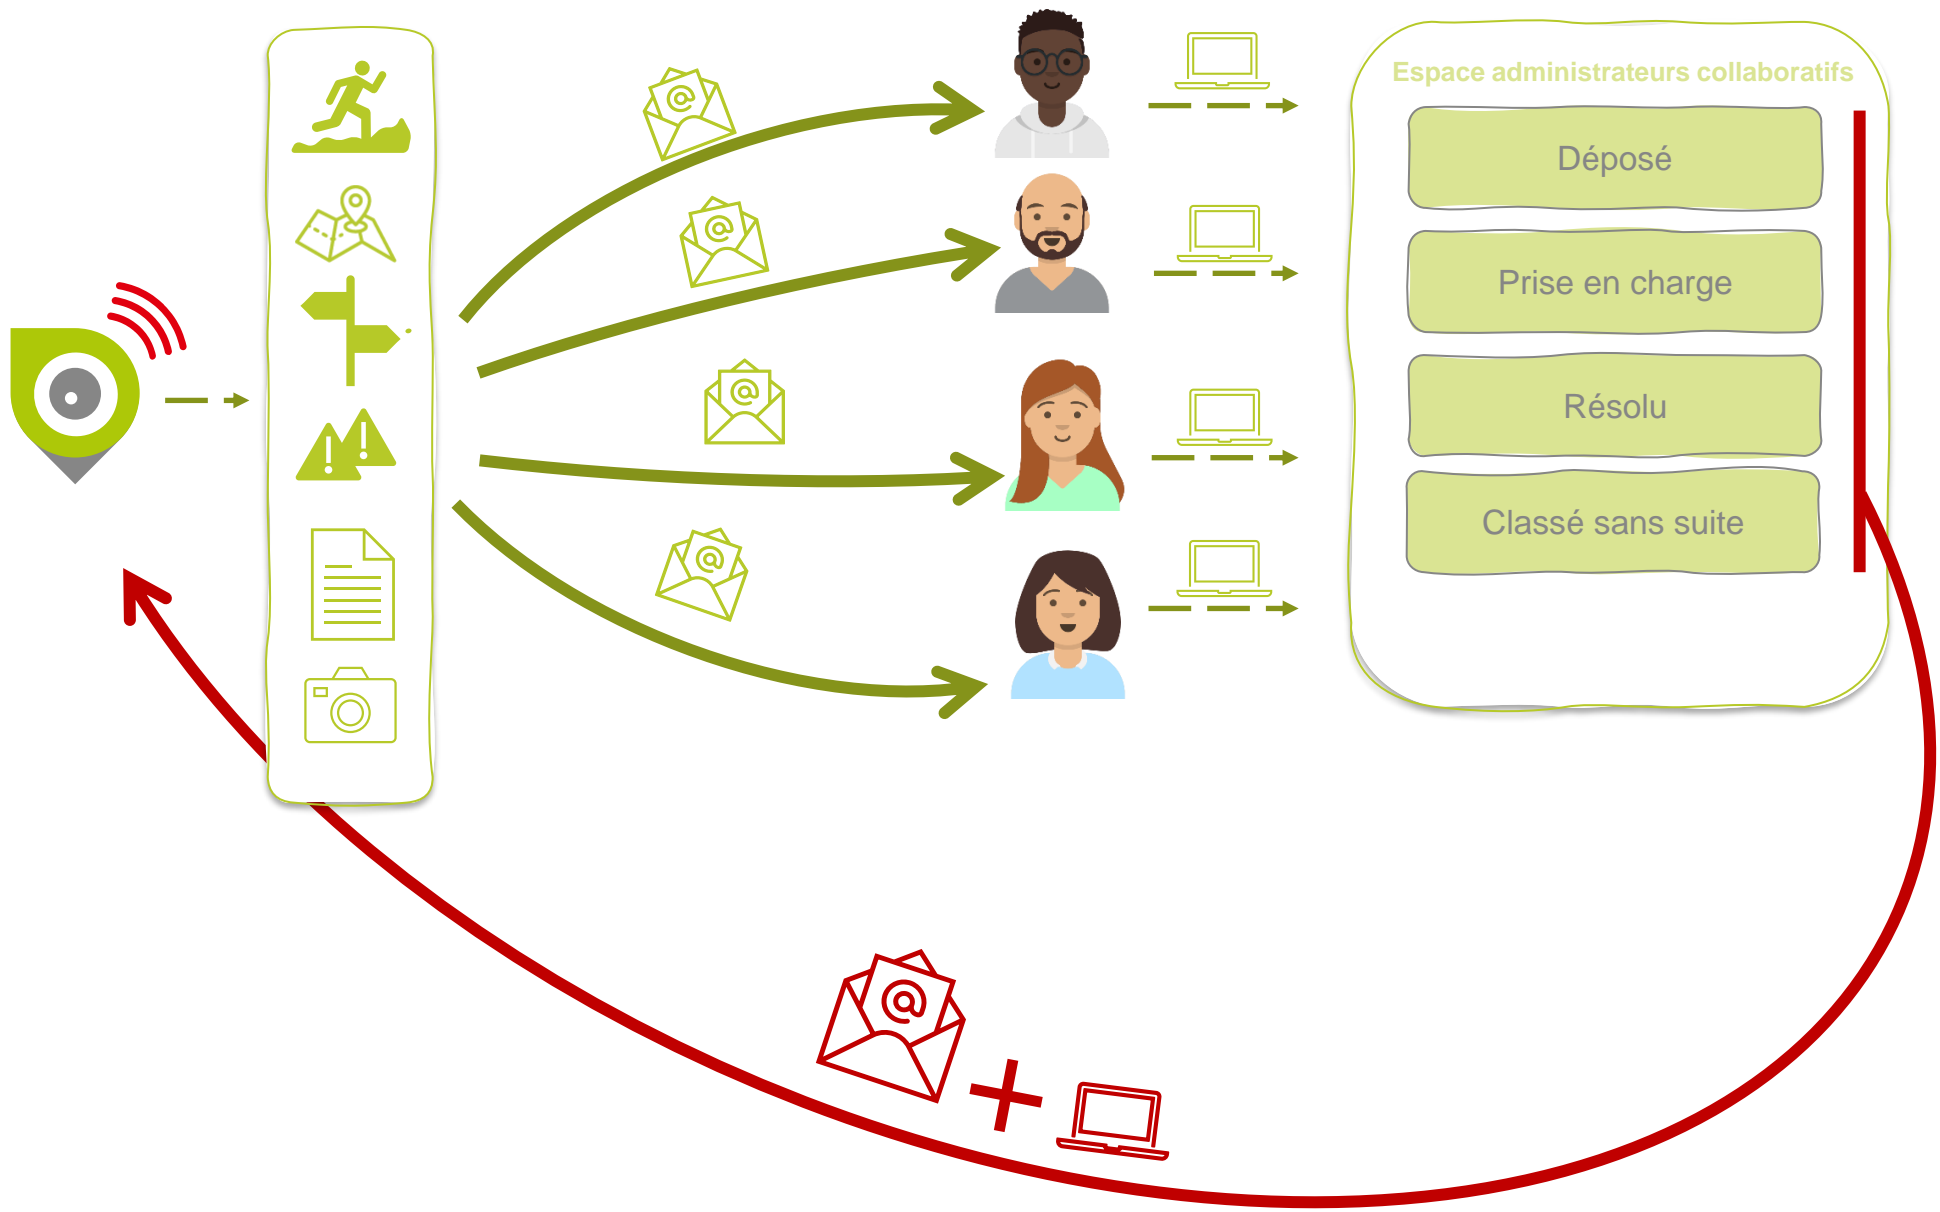 Espace administrateurs collaboratifs
Déposé
Prise en charge
Résolu
Classé sans suite